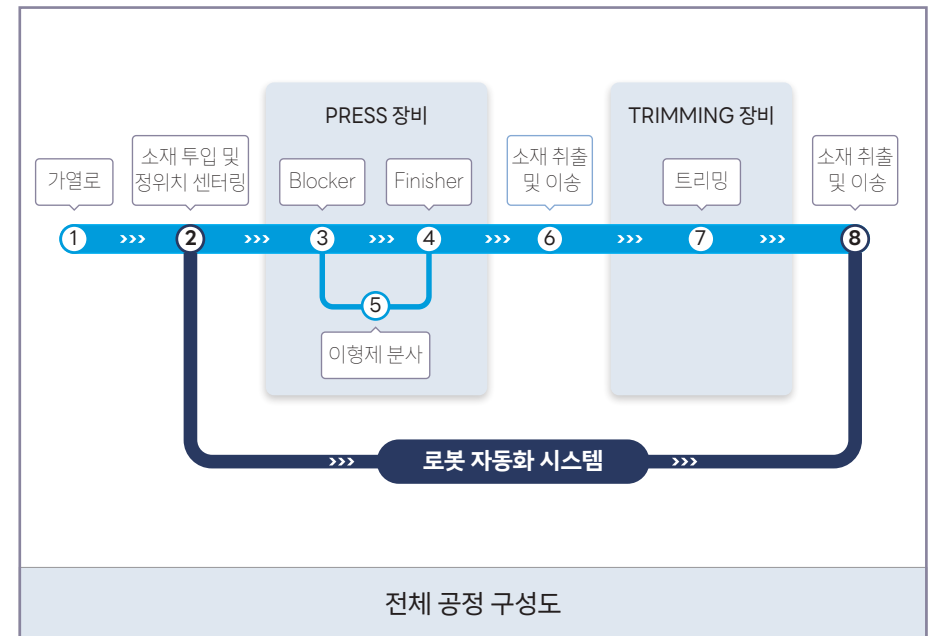 PRESS 장비
TRIMMING 장비
가열로
소재 투입 및
정위치 센터링
Blocker
Finisher
소재 취출
및 이송
트리밍
소재 취출
및 이송
1 >>> 2 >>> 3 >>> 4 >>> 6 >>> 7 >>> 8
5
이형제 분사
>>> 로봇 자동화 시스템 >>>
전체 공정 구성도